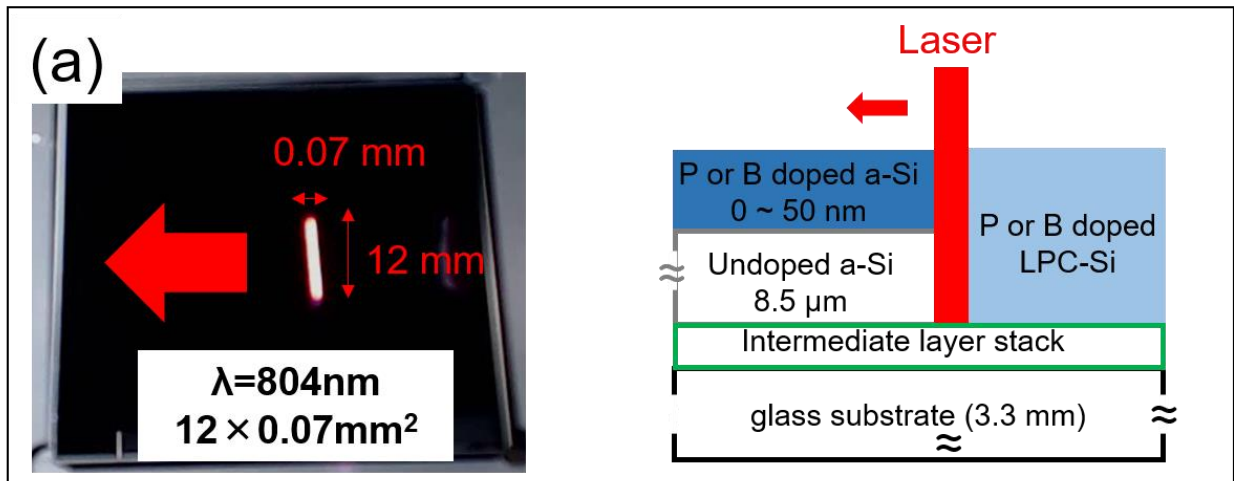 (a)
0.07 mm
12 mm
λ=804nm
12×0.07mm²
Laser
P or B doped a-Si
0 ~ 50 nm
Undoped a-Si
8.5 μm
P or B doped
LPC-Si
Intermediate layer stack
glass substrate (3.3 mm)